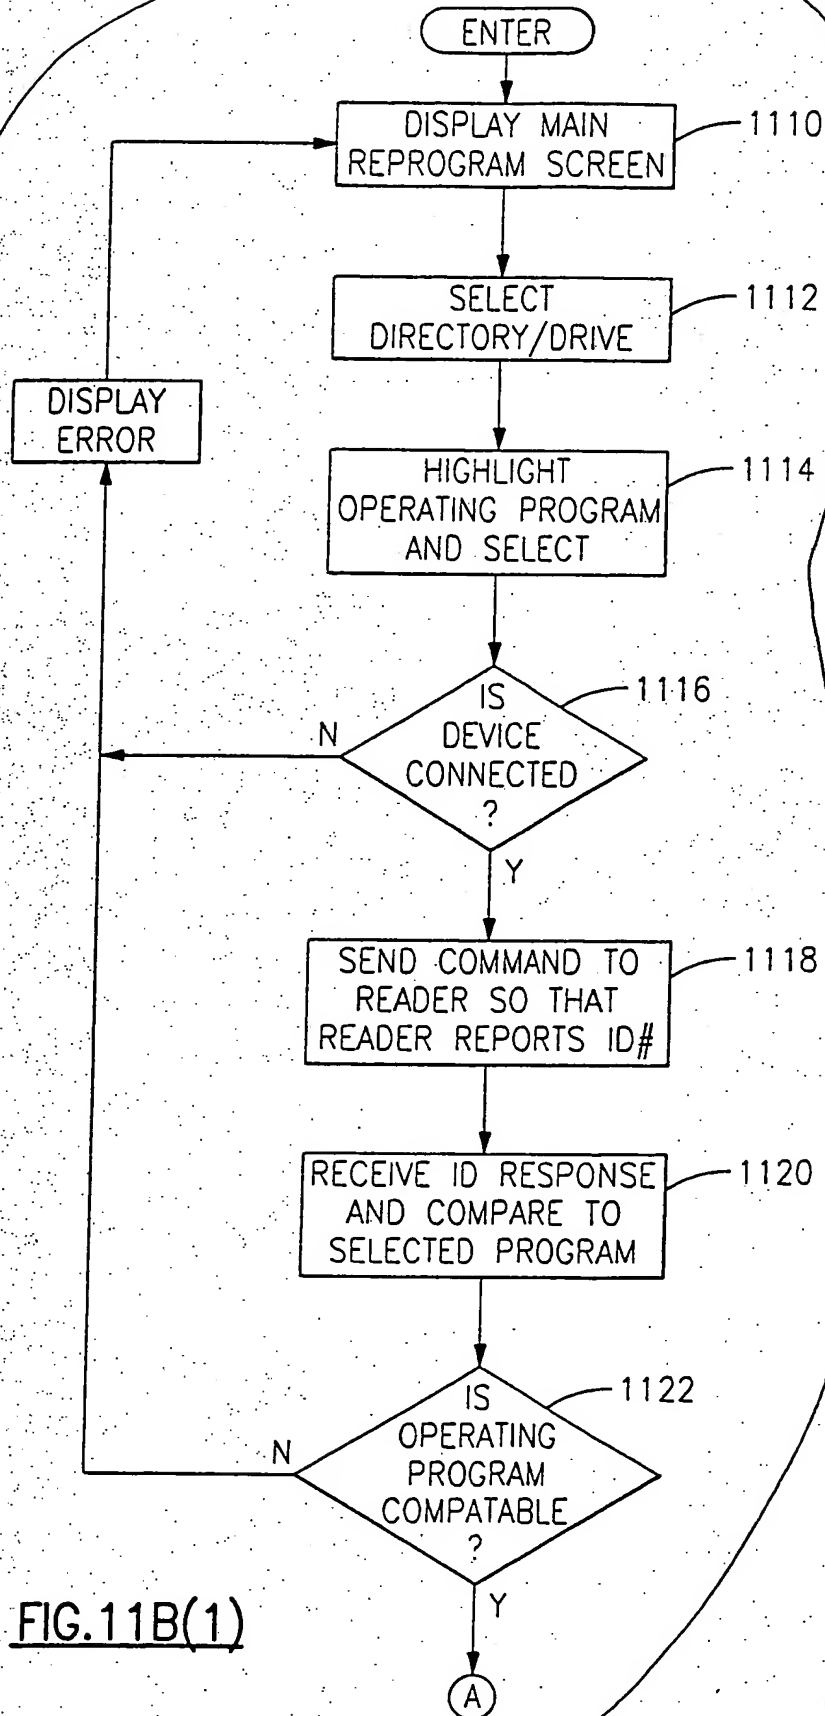 ENTER
DISPLAY MAIN
REPROGRAM SCREEN
1110
SELECT
DIRECTORY/DRIVE
1112
DISPLAY
ERROR
HIGHLIGHT
OPERATING PROGRAM
AND SELECT
1114
IS
DEVICE
CONNECTED
?
1116
N
Y
SEND COMMAND TO
READER SO THAT
READER REPORTS ID#
1118
RECEIVE ID RESPONSE
AND COMPARE TO
SELECTED PROGRAM
1120
IS
OPERATING
PROGRAM
COMPATABLE
?
1122
N
Y
A
FIG.11B(1)